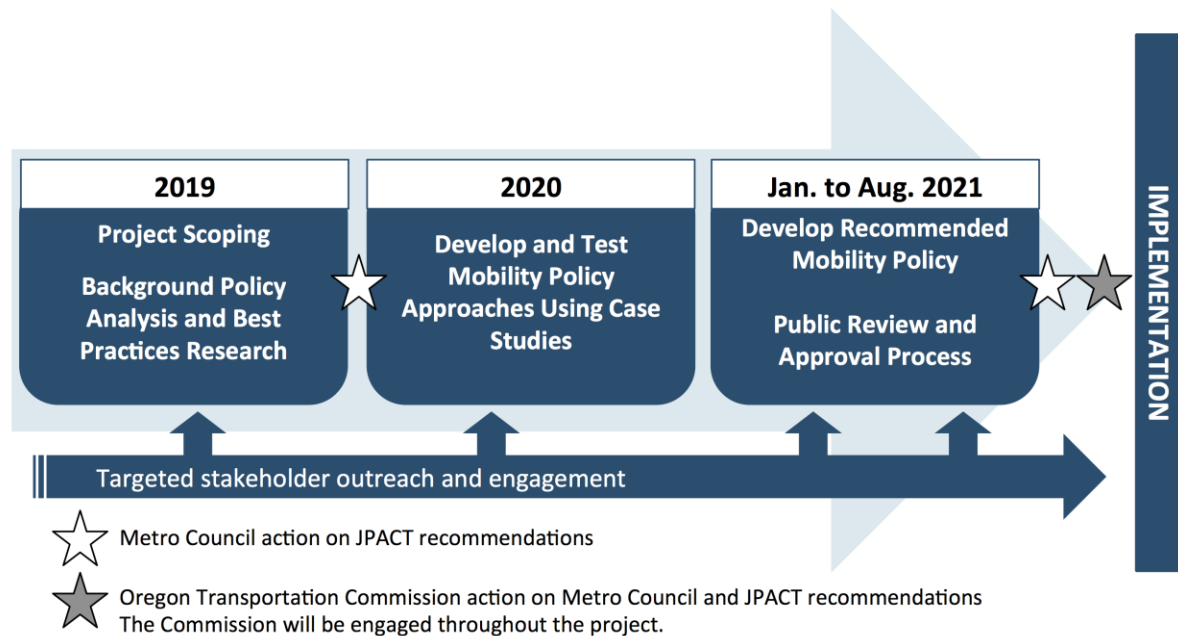 2019
Project Scoping
Background Policy
Analysis and Best
Practices Research
2020
Develop and Test
Mobility Policy
Approaches Using Case
Studies
Jan. to Aug. 2021
Develop Recommended
Mobility Policy
Public Review and
Approval Process
IMPLEMENTATION
Targeted stakeholder outreach and engagement
Metro Council action on JPACT recommendations
Oregon Transportation Commission action on Metro Council and JPACT recommendations
The Commission will be engaged throughout the project.